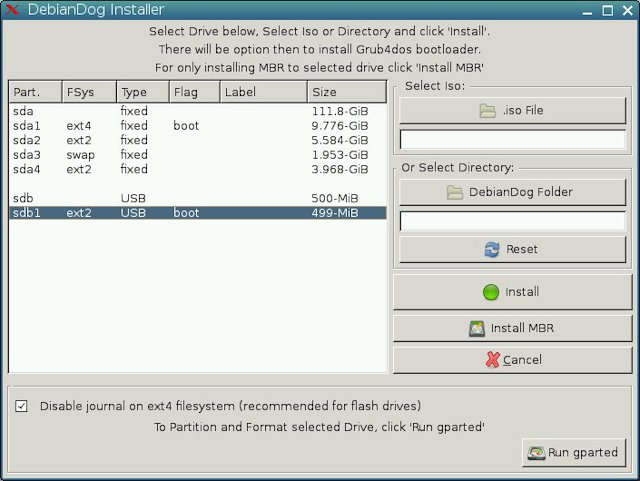 DebianDog Installer
Select Drive below, Select Iso or Directory and click 'Install'.
There will be option then to install Grub4dos bootloader.
For only installing MBR to selected drive click 'Install MBR'
Part. FSys Type Flag Label Size
sda fixed 111.8-GiB
sda1 ext4 fixed boot 9.776-GiB
sda2 ext2 fixed 5.584-GiB
sda3 swap fixed 1.953-GiB
sda4 ext2 fixed 3.968-GiB
sdb USB 500-MiB
sdb1 ext2 USB boot 499-MiB
Select Iso:
.iso File
Or Select Directory:
DebianDog Folder
Reset
Install
Install MBR
Cancel
Disable journal on ext4 filesystem (recommended for flash drives)
To Partition and Format selected Drive, click 'Run gparted'
Run gparted